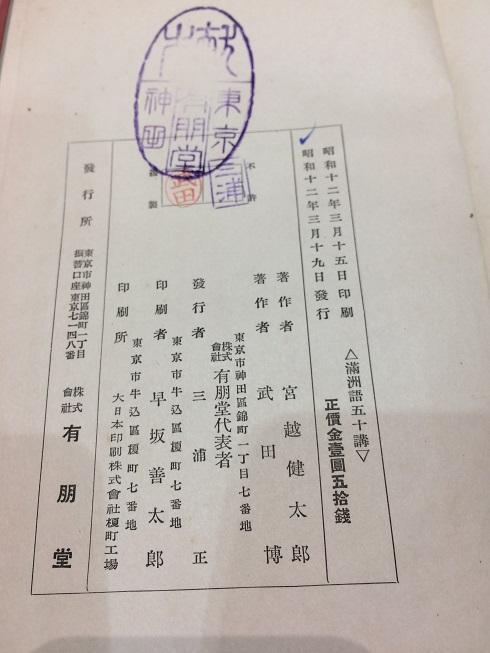 △滿洲語五十講▽
正價金壹圓五拾錢
昭和十二年三月十五日印刷
昭和十二年三月十九日發行
不許
複製
著作者 宮越健太郎
著作者 武田博
東京市神田區錦町一丁目七番地
株式會社有朋堂代表者
發行者 三浦正
東京市牛込區榎町七番地
印刷者 早坂善太郎
東京市牛込區榎町七番地
印刷所 大日本印刷株式會社榎町工場
發行所
東京市神田區錦町一丁目
振替口座東京七一四八番
株式會社 有朋堂
東京
有朋堂
神田
三浦
武田